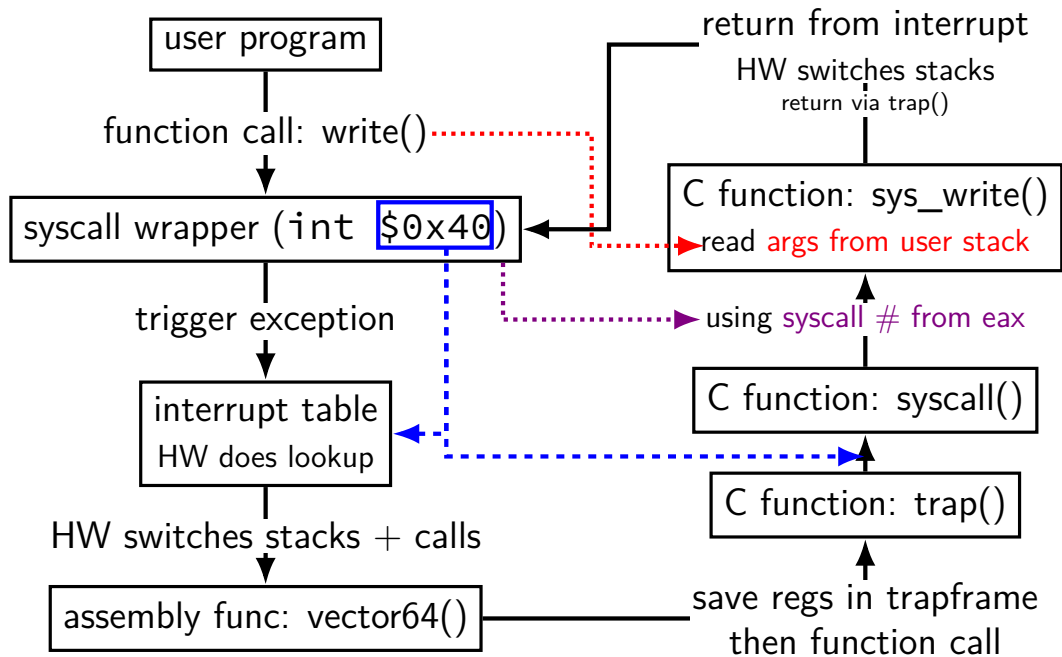 user program
function call: write()
syscall wrapper (int $0x40)
trigger exception
interrupt table
HW does lookup
HW switches stacks + calls
assembly func: vector64()
save regs in trapframe
then function call
C function: trap()
C function: syscall()
using syscall # from eax
C function: sys_write()
read args from user stack
return from interrupt
HW switches stacks
return via trap()